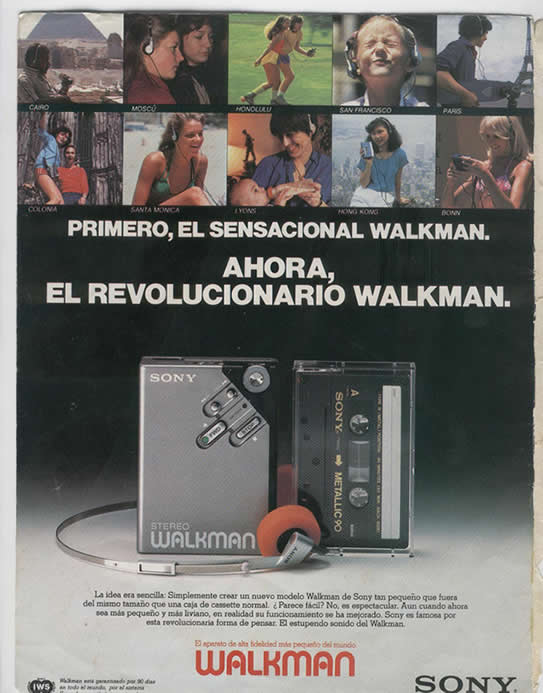 CAIRO
MOSCÚ
HONOLULU
SAN FRANCISCO
PARIS
COLONIA
SANTA MONICA
LYONS
HONG KONG
BONN
PRIMERO, EL SENSACIONAL WALKMAN.
AHORA,
EL REVOLUCIONARIO WALKMAN.
SONY
FWD
STOP
STEREO
WALKMAN
A
SONY
METALLIC 90
La idea era sencilla: Simplemente crear un nuevo modelo Walkman de Sony tan pequeño que fuera
del mismo tamaño que una caja de cassette normal. ¿ Parece fácil? No, es espectacular. Aun cuando ahora
sea más pequeño y más liviano, en realidad su funcionamiento se ha mejorado. Sony es famosa por
esta revolucionaria forma de pensar. El estupendo sonido del Walkman.
El aparato de alta fidelidad más pequeño del mundo.
WALKMAN
IWS
Walkman está garantizado por 90 días
en todo el mundo, por el sistema
SONY